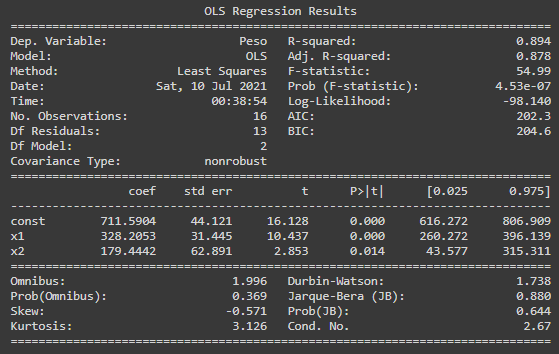 OLS Regression Results
==============================================================================
Dep. Variable: Peso R-squared: 0.894
Model: OLS Adj. R-squared: 0.878
Method: Least Squares F-statistic: 54.99
Date: Sat, 10 Jul 2021 Prob (F-statistic): 4.53e-07
Time: 00:38:54 Log-Likelihood: -98.140
No. Observations: 16 AIC: 202.3
Df Residuals: 13 BIC: 204.6
Df Model: 2
Covariance Type: nonrobust
==============================================================================
coef std err t P>|t| [0.025 0.975]
------------------------------------------------------------------------------
const 711.5904 44.121 16.128 0.000 616.272 806.909
x1 328.2053 31.445 10.437 0.000 260.272 396.139
x2 179.4442 62.891 2.853 0.014 43.577 315.311
==============================================================================
Omnibus: 1.996 Durbin-Watson: 1.738
Prob(Omnibus): 0.369 Jarque-Bera (JB): 0.880
Skew: -0.571 Prob(JB): 0.644
Kurtosis: 3.126 Cond. No. 2.67
==============================================================================